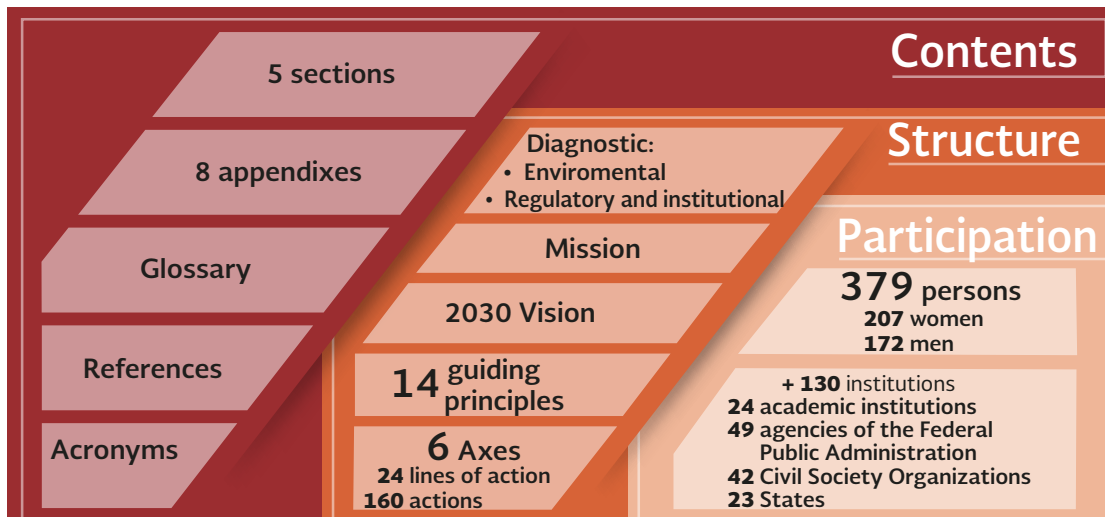 Contents
5 sections
8 appendixes
Glossary
References
Acronyms
Structure
Diagnostic:
• Enviromental
• Regulatory and institutional
Mission
2030 Vision
14 guiding
principles
6 Axes
24 lines of action
160 actions
Participation
379 persons
207 women
172 men
+ 130 institutions
24 academic institutions
49 agencies of the Federal
Public Administration
42 Civil Society Organizations
23 States